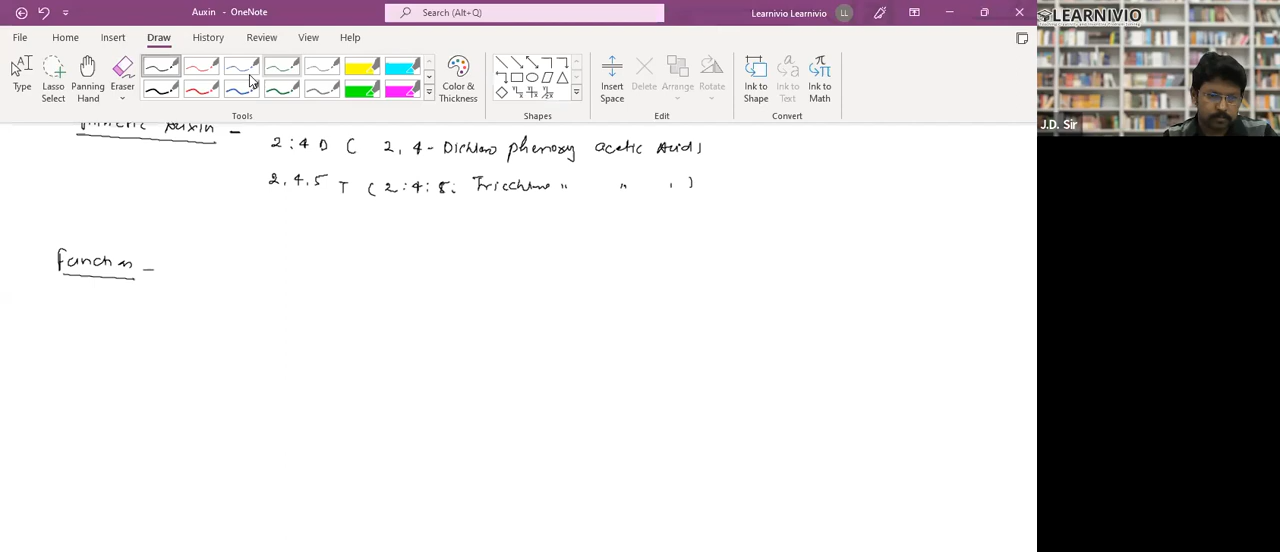 Auxin - OneNote
Search (Alt+Q)
Learnivio Learnivio
LL
LEARNIVIO
File
Home
Insert
Draw
History
Review
View
Help
Type
Lasso Select
Panning Hand
Eraser
Color & Thickness
Insert Space
Delete
Arrange
Rotate
Ink to Shape
Ink to Text
Ink to Math
Tools
Shapes
Edit
Convert
J.D. Sir
Auxin -
2:4 D ( 2, 4- Dichloro phenoxy acetic Acid)
2,4,5 T ( 2:4:5: " " " )
Function -